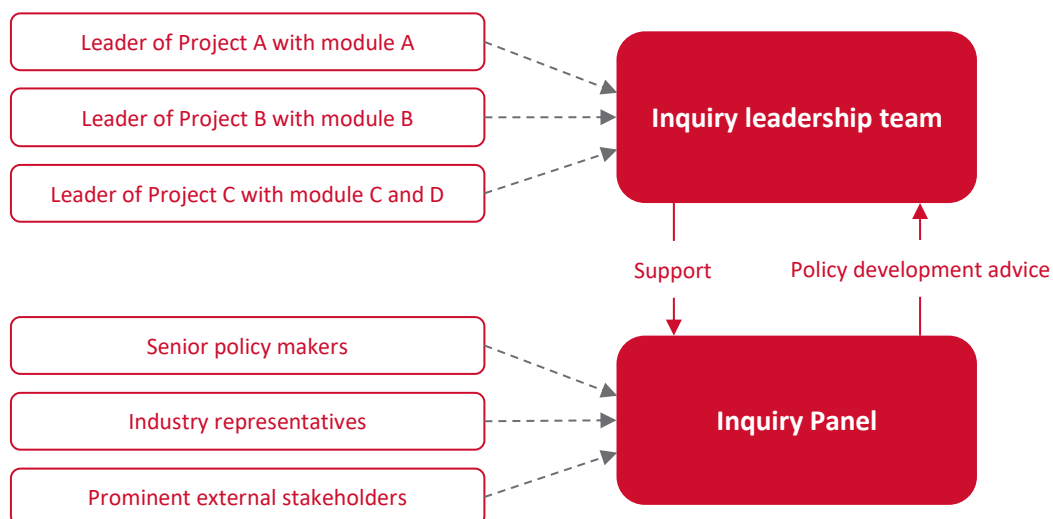 Leader of Project A with module A
Leader of Project B with module B
Leader of Project C with module C and D
Inquiry leadership team
Support
Policy development advice
Senior policy makers
Industry representatives
Prominent external stakeholders
Inquiry Panel